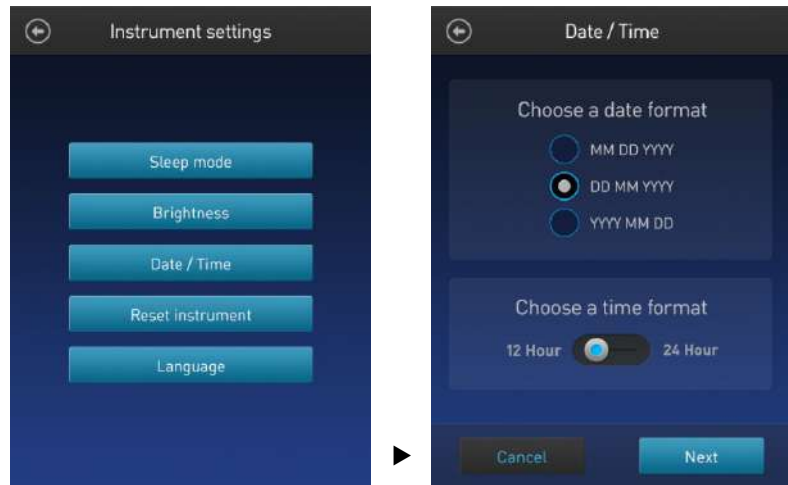 Instrument settings
Sleep mode
Brightness
Date / Time
Reset instrument
Language
Date / Time
Choose a date format
MM DD YYYY
DD MM YYYY
YYYY MM DD
Choose a time format
12 Hour 24 Hour
Cancel Next